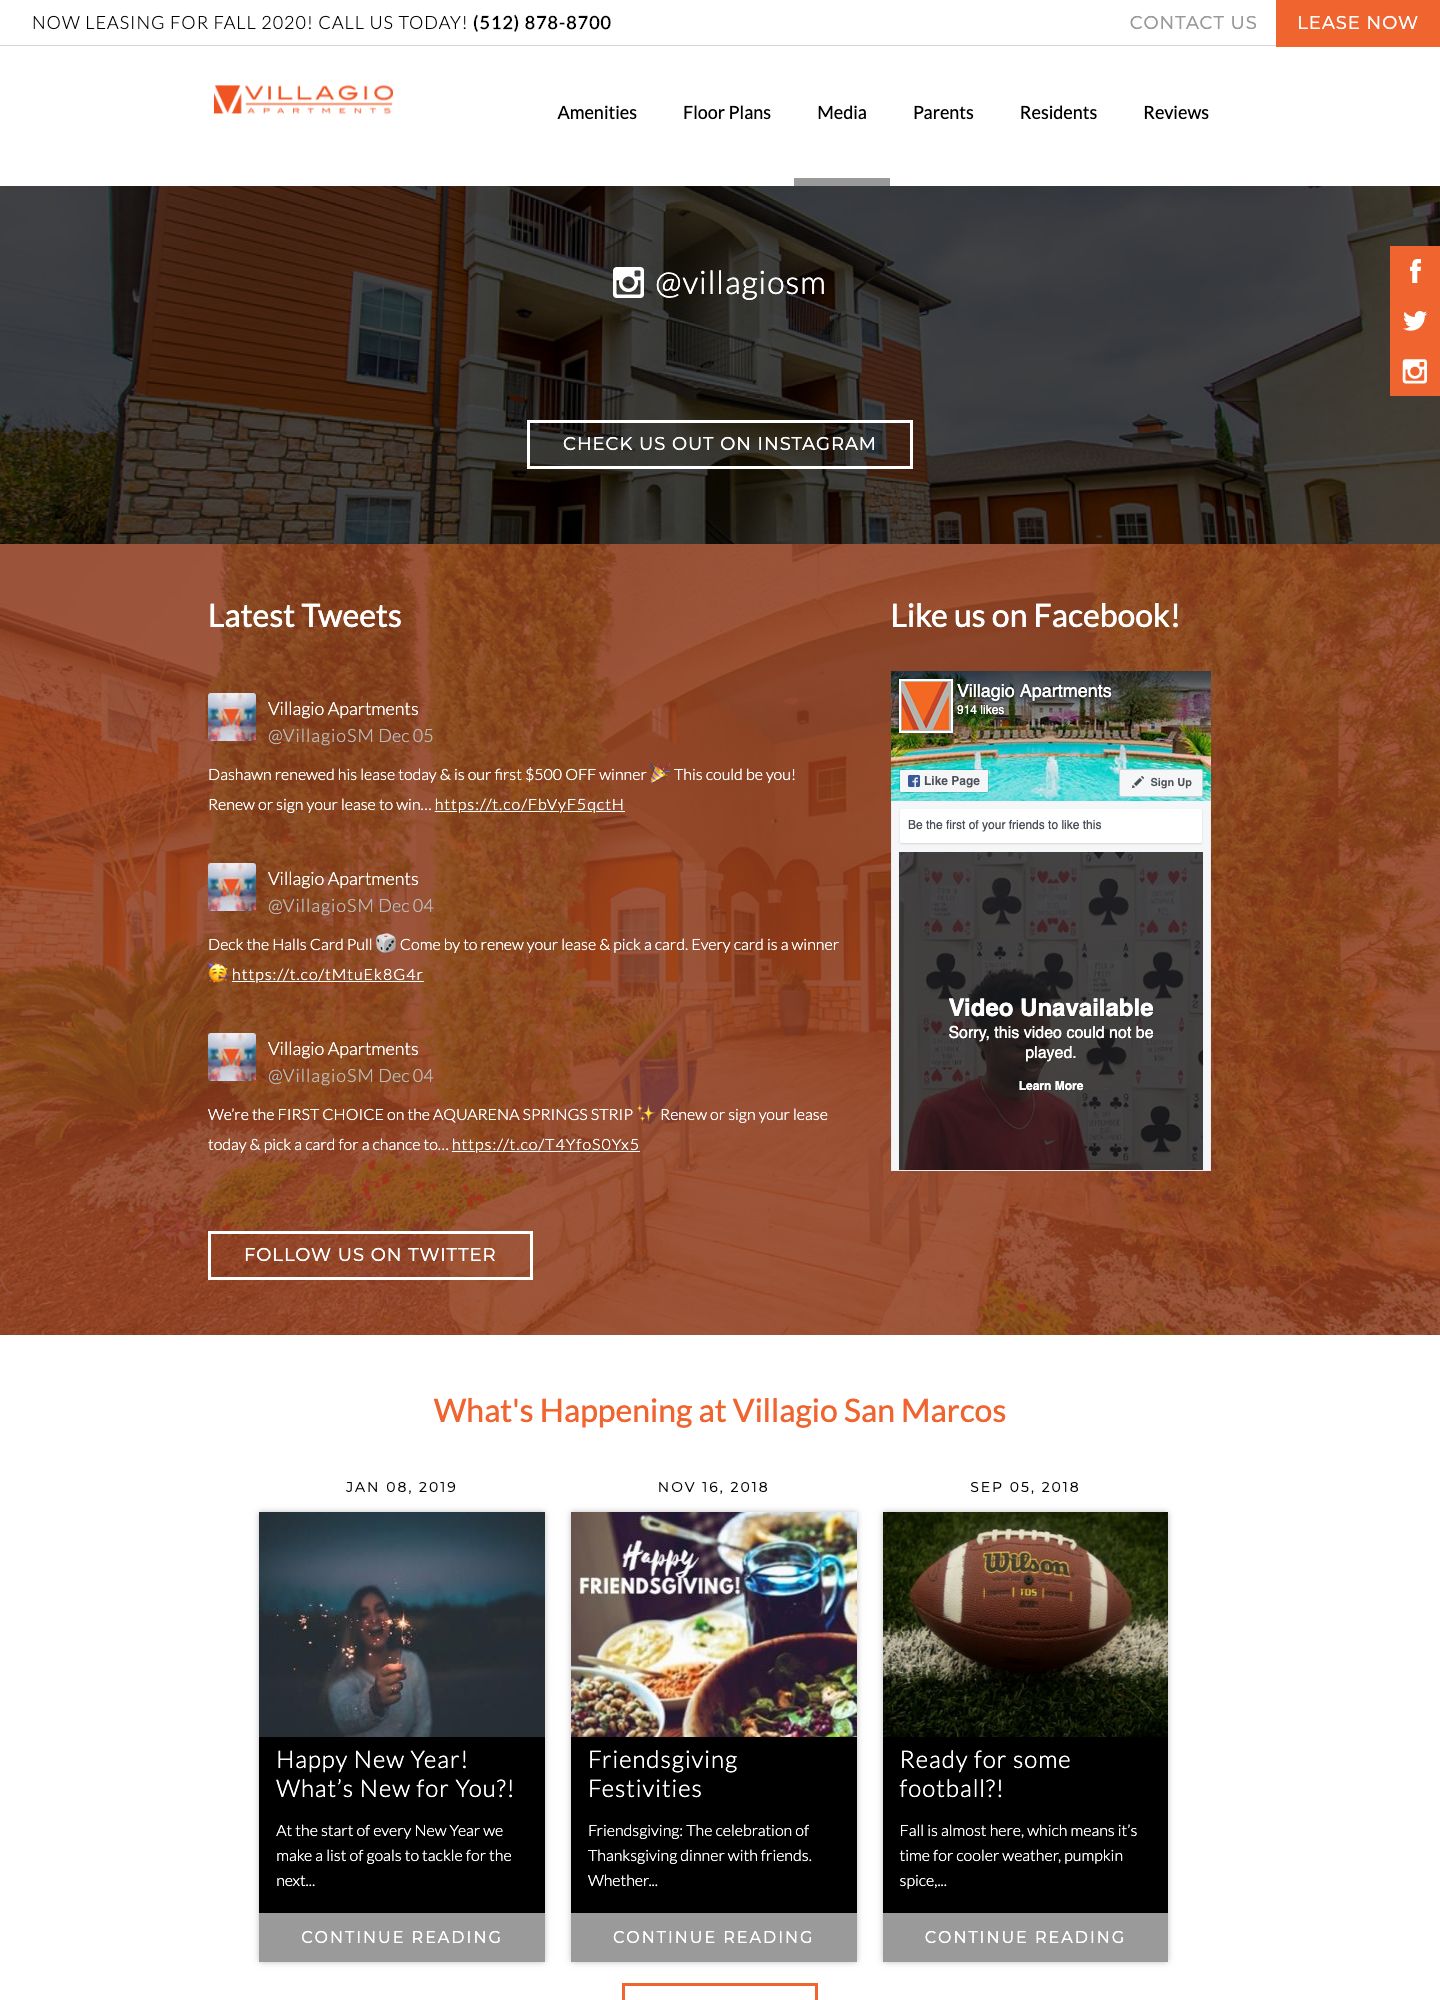 NOW LEASING FOR FALL 2020! CALL US TODAY! (512) 878-8700
CONTACT US
LEASE NOW
VILLAGIO
APARTMENTS
Amenities
Floor Plans
Media
Parents
Residents
Reviews
@villagiosm
CHECK US OUT ON INSTAGRAM
Latest Tweets
Villagio Apartments
@VillagioSM Dec 05
Dashawn renewed his lease today & is our first $500 OFF winner 🎉 This could be you!
Renew or sign your lease to win… https://t.co/FbVyF5qctH
Villagio Apartments
@VillagioSM Dec 04
Deck the Halls Card Pull 🎲 Come by to renew your lease & pick a card. Every card is a winner
🥳 https://t.co/tMtuEk8G4r
Villagio Apartments
@VillagioSM Dec 04
We’re the FIRST CHOICE on the AQUARENA SPRINGS STRIP ✨ Renew or sign your lease
today & pick a card for a chance to… https://t.co/T4YfoS0Yx5
FOLLOW US ON TWITTER
Like us on Facebook!
Villagio Apartments
914 likes
Like Page
Sign Up
Be the first of your friends to like this
Video Unavailable
Sorry, this video could not be
played.
Learn More
What's Happening at Villagio San Marcos
JAN 08, 2019
Happy New Year!
What’s New for You?!
At the start of every New Year we
make a list of goals to tackle for the
next...
CONTINUE READING
NOV 16, 2018
Happy
FRIENDSGIVING!
Friendsgiving
Festivities
Friendsgiving: The celebration of
Thanksgiving dinner with friends.
Whether...
CONTINUE READING
SEP 05, 2018
Wilson
TDS
Ready for some
football?!
Fall is almost here, which means it’s
time for cooler weather, pumpkin
spice,...
CONTINUE READING